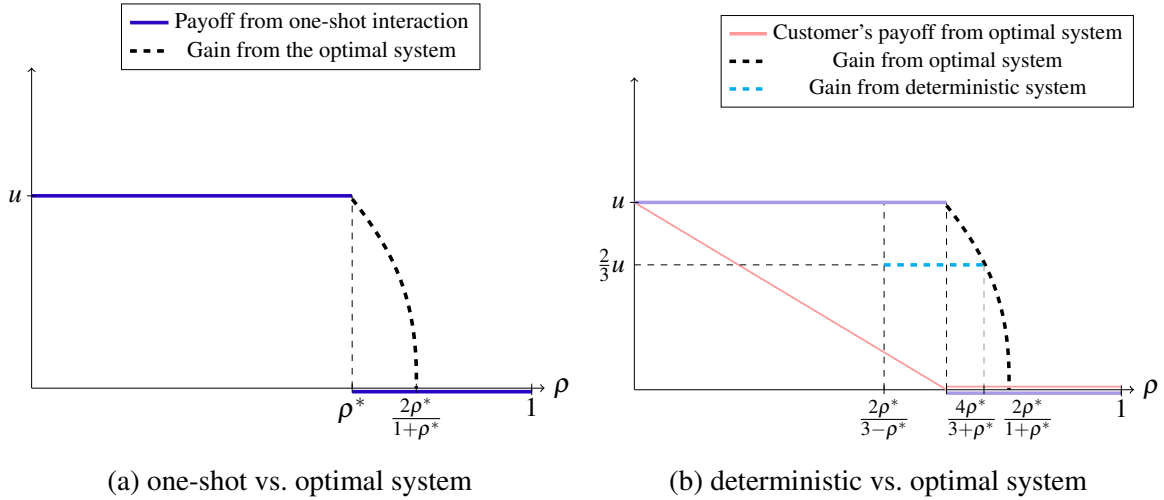 Payoff from one-shot interaction
Gain from the optimal system
u
ρ
ρ*
2ρ*
1+ρ*
1
(a) one-shot vs. optimal system
Customer's payoff from optimal system
Gain from optimal system
Gain from deterministic system
u
2/3 u
ρ
2ρ*
3−ρ*
4ρ*
3+ρ*
2ρ*
1+ρ*
1
(b) deterministic vs. optimal system